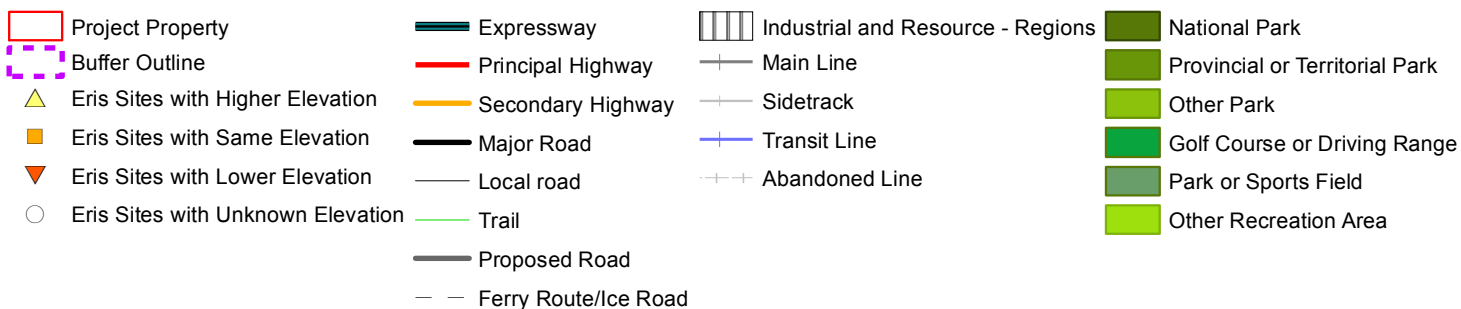 Project Property
Buffer Outline
Eris Sites with Higher Elevation
Eris Sites with Same Elevation
Eris Sites with Lower Elevation
Eris Sites with Unknown Elevation
Expressway
Principal Highway
Secondary Highway
Major Road
Local road
Trail
Proposed Road
Ferry Route/Ice Road
Industrial and Resource - Regions
Main Line
Sidetrack
Transit Line
Abandoned Line
National Park
Provincial or Territorial Park
Other Park
Golf Course or Driving Range
Park or Sports Field
Other Recreation Area